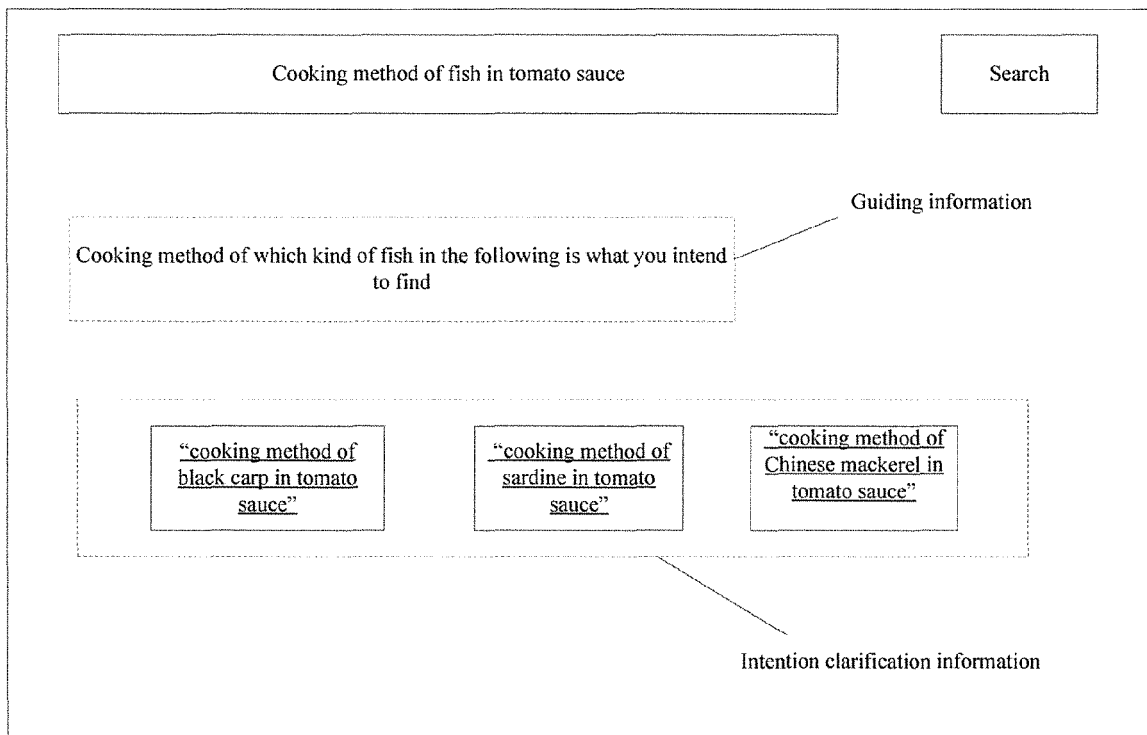 Cooking method of fish in tomato sauce
Search
Guiding information
Cooking method of which kind of fish in the following is what you intend
to find
“cooking method of
black carp in tomato
sauce”
“cooking method of
sardine in tomato
sauce”
“cooking method of
Chinese mackerel in
tomato sauce”
Intention clarification information